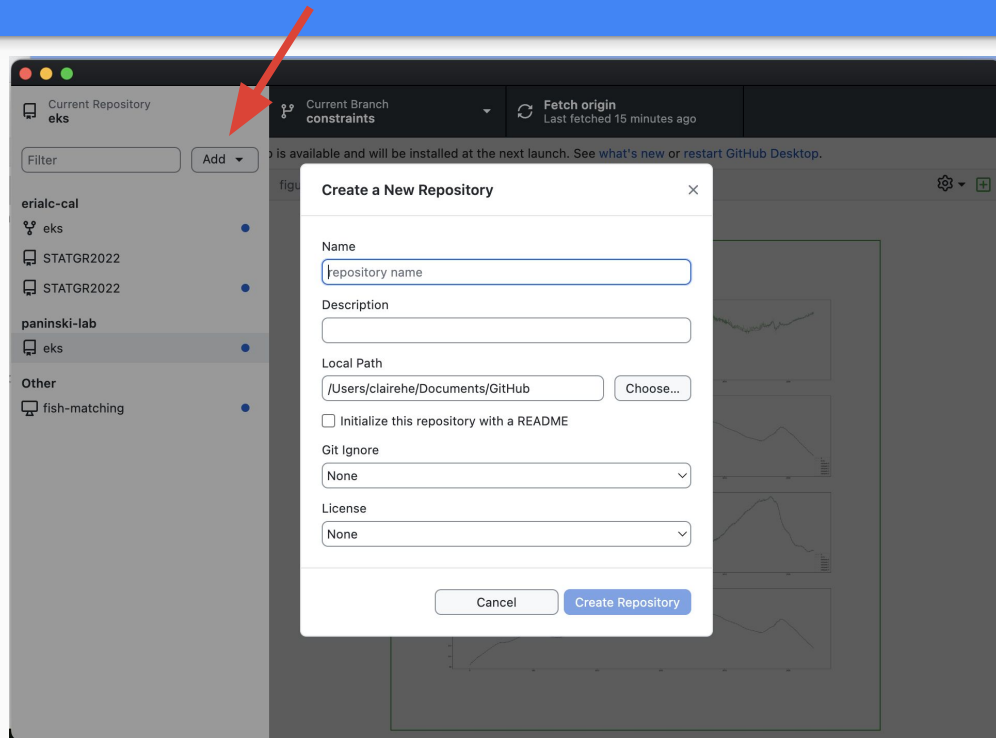 Current Repository
eks
Current Branch
constraints
Fetch origin
Last fetched 15 minutes ago
Filter
Add
is available and will be installed at the next launch. See what's new or restart GitHub Desktop.
figu
erialc-cal
eks
STATGR2022
STATGR2022
paninski-lab
eks
Other
fish-matching
Create a New Repository
Name
repository name
Description
Local Path
/Users/clairehe/Documents/GitHub
Choose...
Initialize this repository with a README
Git Ignore
None
License
None
Cancel
Create Repository